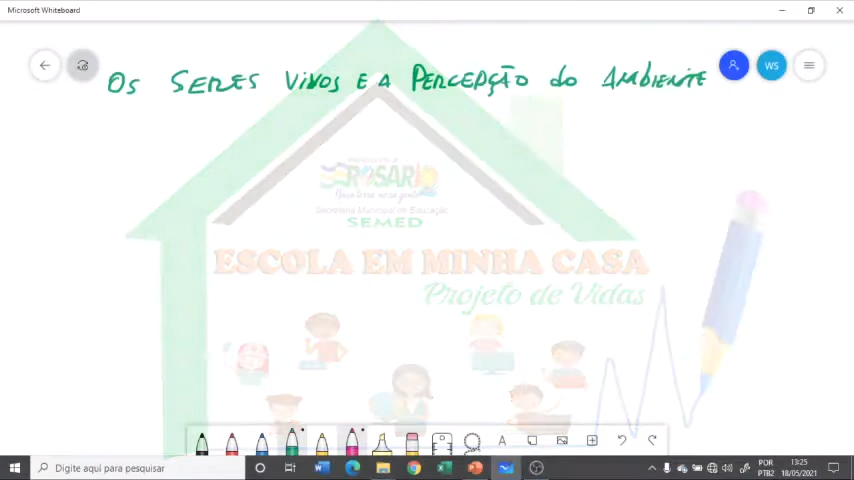 Microsoft Whiteboard
WS
OS SERES VIVOS E A PERCEPÇÃO do AMBIENTE
ROSÁRIO
Secretaria Municipal de Educação
SEMED
ESCOLA EM MINHA CASA
Projeto de Vidas
Digite aqui para pesquisar
POR
PTB2
13:25
18/05/2021